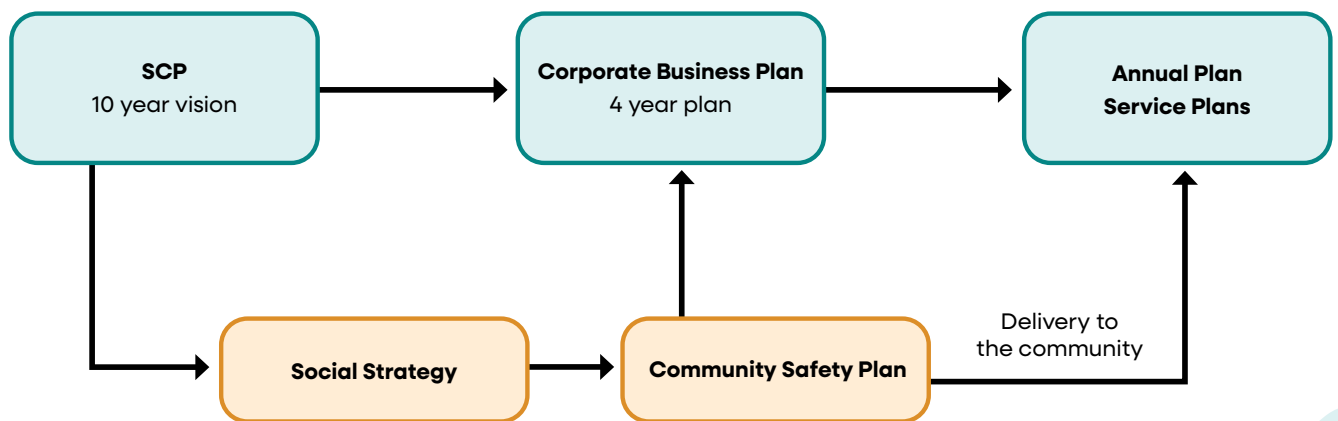 SCP
10 year vision
Corporate Business Plan
4 year plan
Annual Plan
Service Plans
Social Strategy
Community Safety Plan
Delivery to
the community